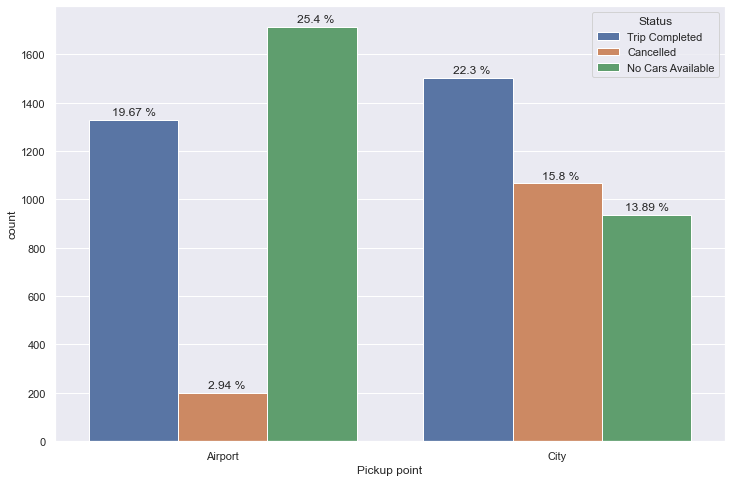 25.4 %
Status
Trip Completed
Cancelled
No Cars Available
22.3 %
19.67 %
15.8 %
13.89 %
2.94 %
1600
1400
1200
1000
800
600
400
200
0
count
Airport
City
Pickup point